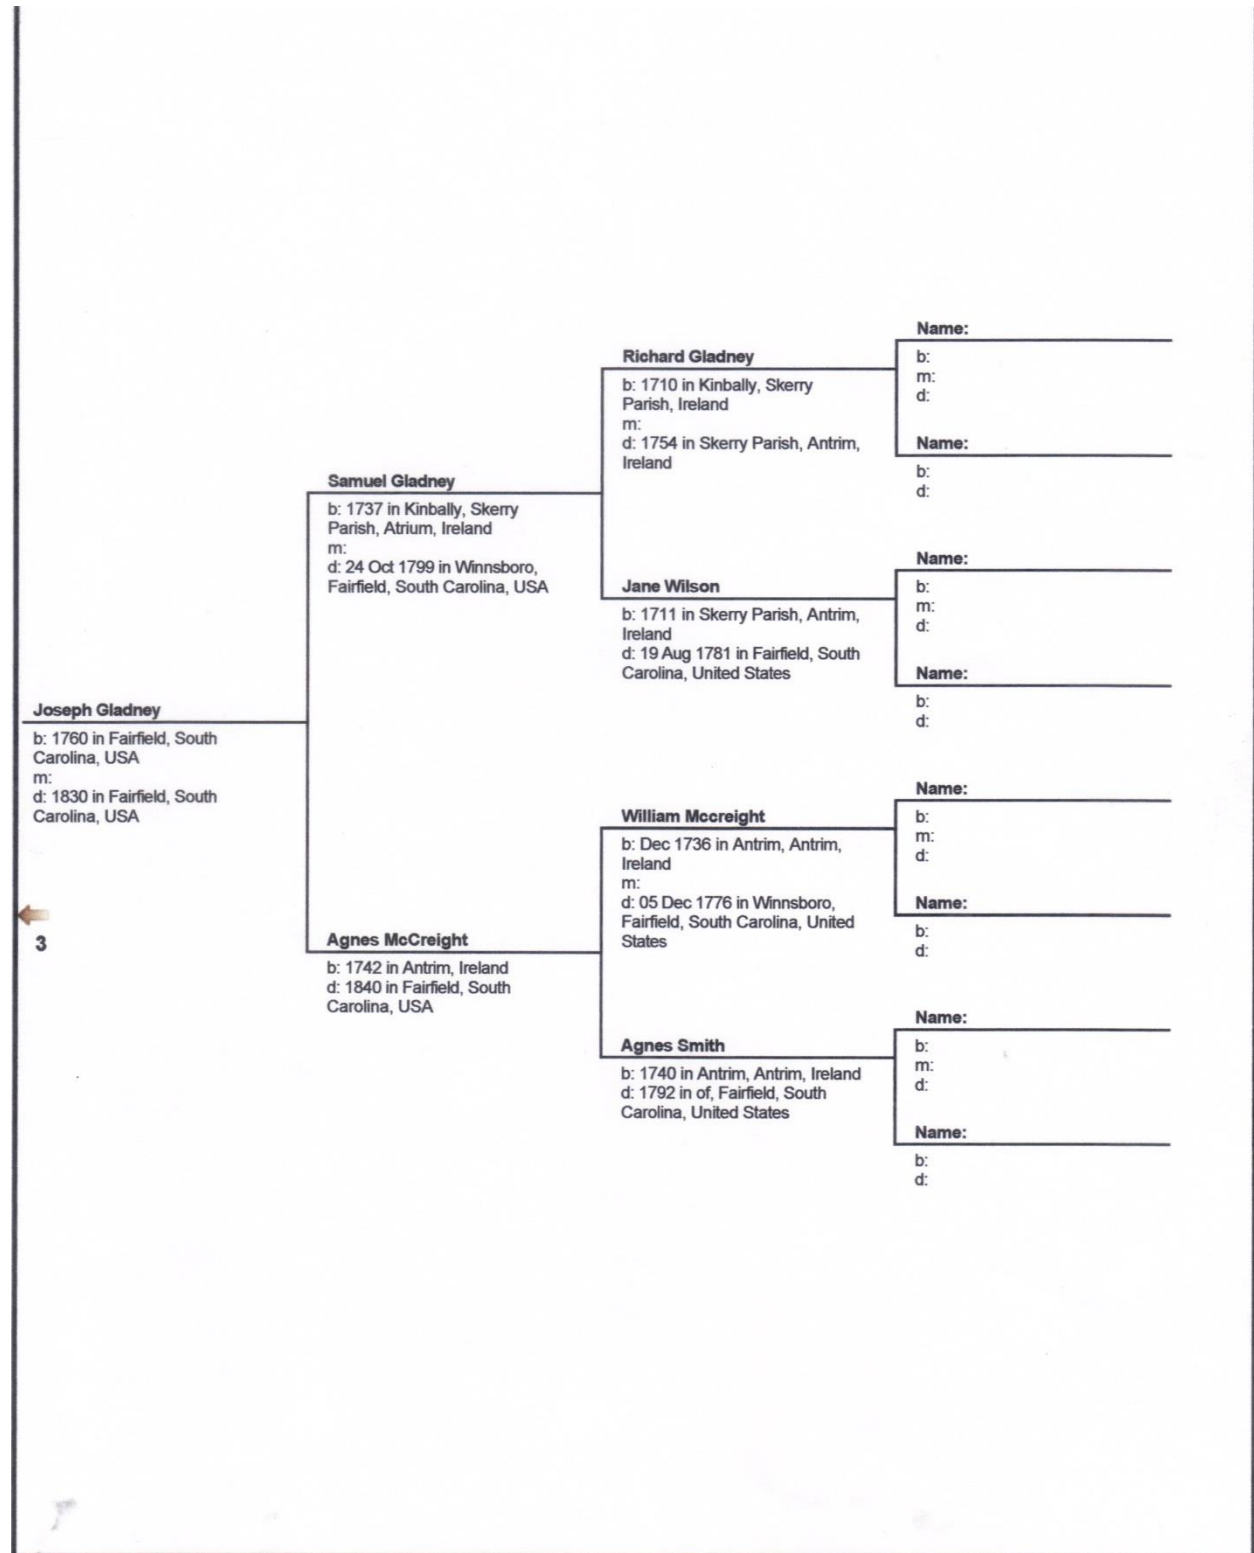 Joseph Gladney
b: 1760 in Fairfield, South
Carolina, USA
m:
d: 1830 in Fairfield, South
Carolina, USA
3
Samuel Gladney
b: 1737 in Kinbally, Skerry
Parish, Atrium, Ireland
m:
d: 24 Oct 1799 in Winnsboro,
Fairfield, South Carolina, USA
Agnes McCreight
b: 1742 in Antrim, Ireland
d: 1840 in Fairfield, South
Carolina, USA
Richard Gladney
b: 1710 in Kinbally, Skerry
Parish, Ireland
m:
d: 1754 in Skerry Parish, Antrim,
Ireland
Jane Wilson
b: 1711 in Skerry Parish, Antrim,
Ireland
d: 19 Aug 1781 in Fairfield, South
Carolina, United States
William Mccreight
b: Dec 1736 in Antrim, Antrim,
Ireland
m:
d: 05 Dec 1776 in Winnsboro,
Fairfield, South Carolina, United
States
Agnes Smith
b: 1740 in Antrim, Antrim, Ireland
d: 1792 in of, Fairfield, South
Carolina, United States
Name:
b:
m:
d:
Name:
b:
d:
Name:
b:
m:
d:
Name:
b:
d:
Name:
b:
m:
d:
Name:
b:
d:
Name:
b:
m:
d:
Name:
b:
d: